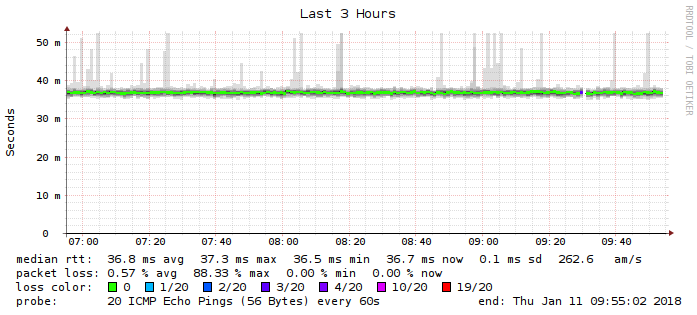 Last 3 Hours
RRDTOOL / TOBI OETIKER
Seconds
50 m
40 m
30 m
20 m
10 m
0
07:00 07:20 07:40 08:00 08:20 08:40 09:00 09:20 09:40
median rtt: 36.8 ms avg 37.3 ms max 36.5 ms min 36.7 ms now 0.1 ms sd 262.6 am/s
packet loss: 0.57 % avg 88.33 % max 0.00 % min 0.00 % now
loss color: 0 1/20 2/20 3/20 4/20 10/20 19/20
probe: 20 ICMP Echo Pings (56 Bytes) every 60s end: Thu Jan 11 09:55:02 2018